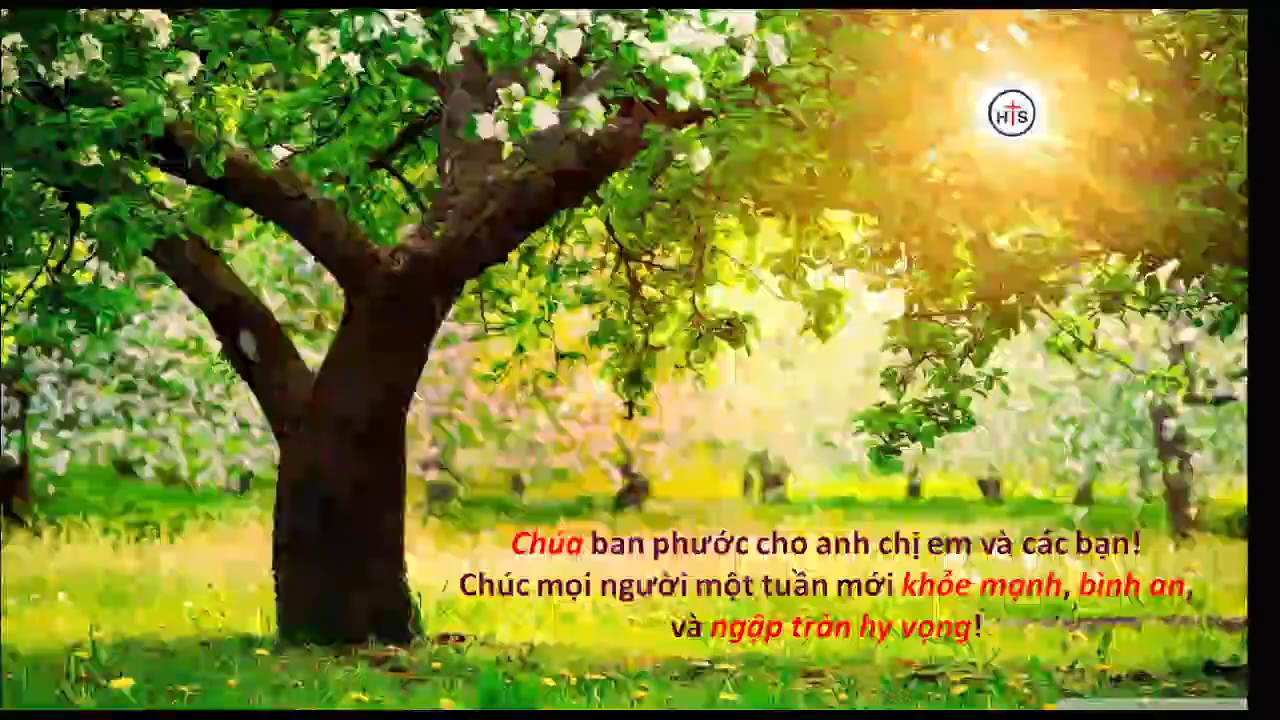 HTS
Chúa ban phước cho anh chị em và các bạn!
Chúc mọi người một tuần mới khỏe mạnh, bình an,
và ngập tràn hy vọng!